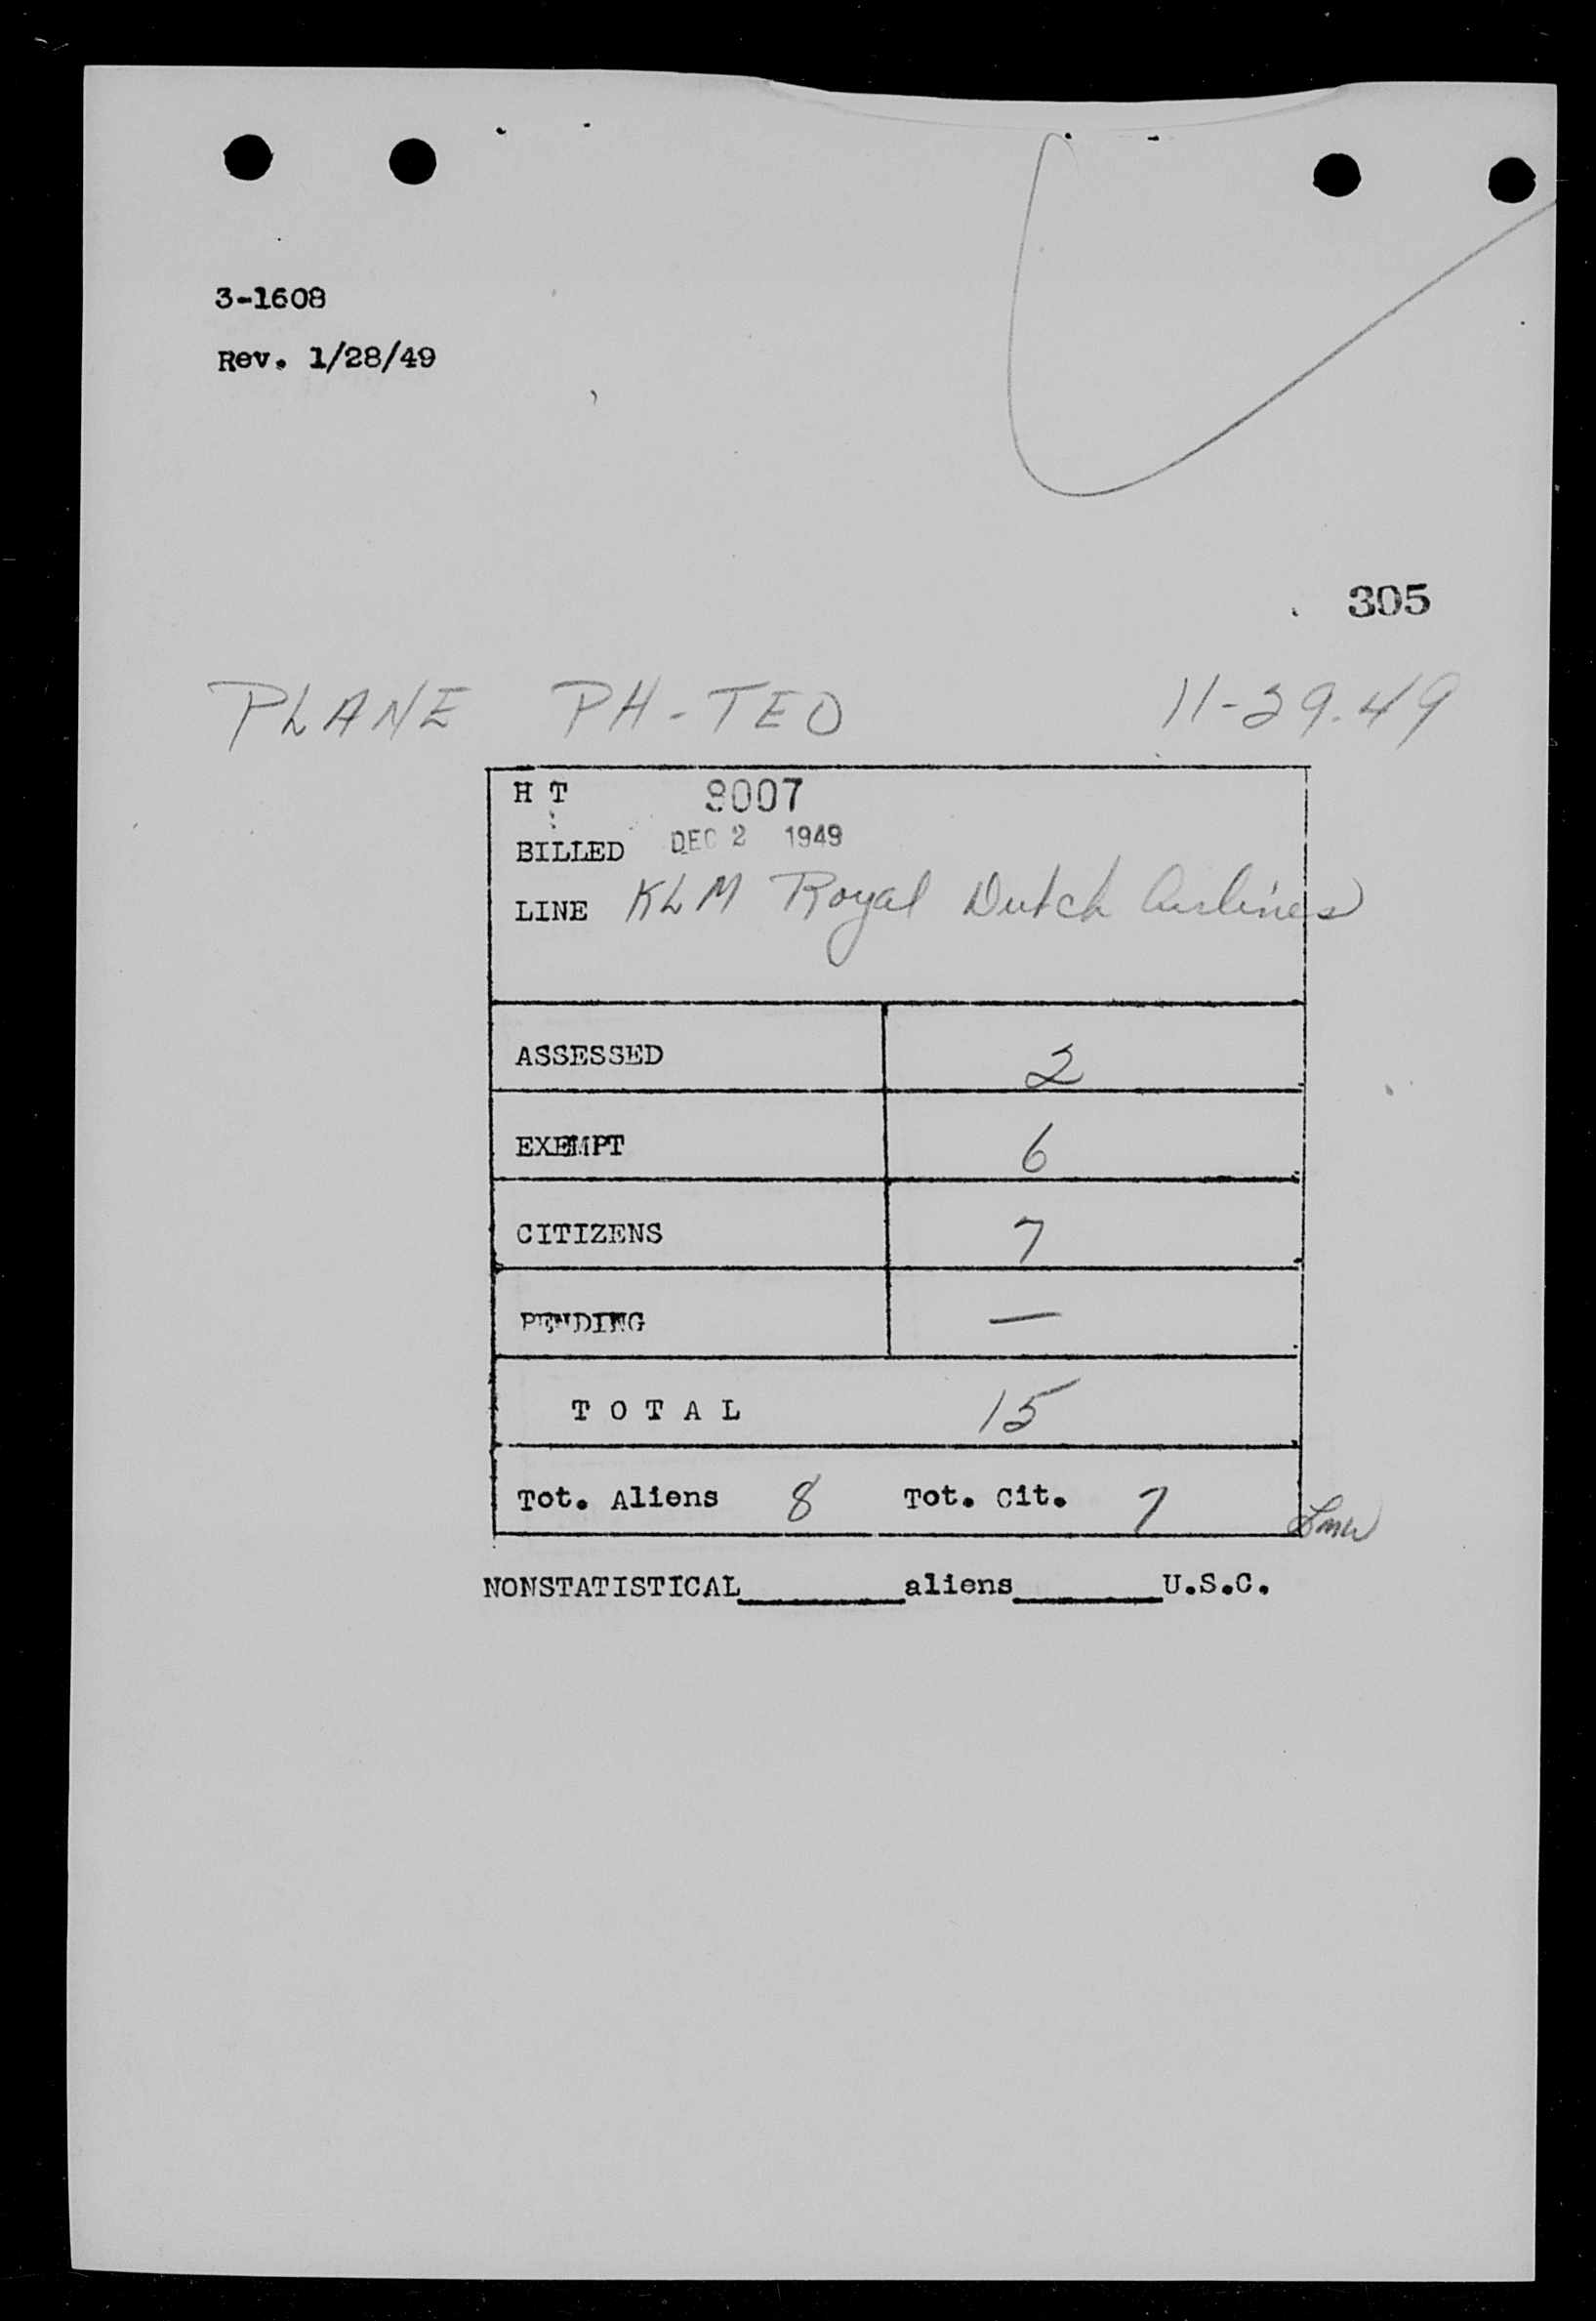 3-1608
Rev. 1/28/49
305
PLANE PH-TEO 11-29.49
H T 8007
BILLED DEC 2 1949
LINE KLM Royal Dutch Airlines
ASSESSED 2
EXEMPT 6
CITIZENS 7
PENDING —
TOTAL 15
Tot. Aliens 8 Tot. Cit. 7
NONSTATISTICAL______aliens______U.S.C.